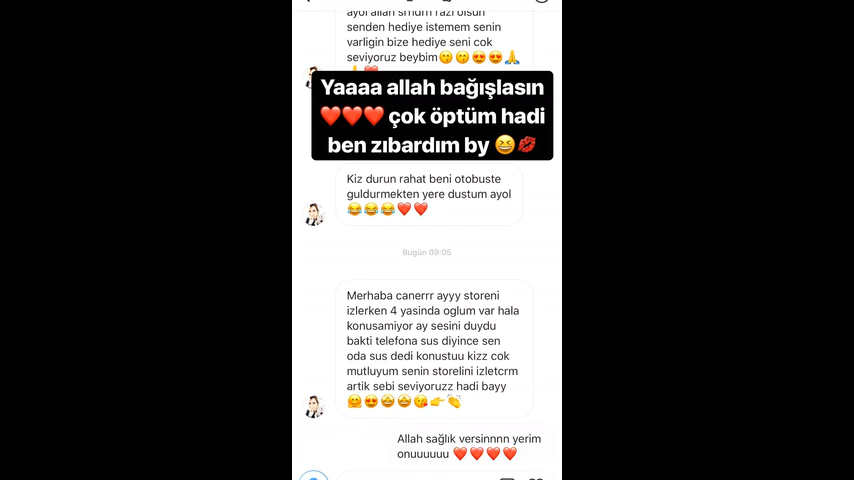 ayol allah srndm razi olsun
senden hediye istemem senin
varligin bize hediye seni cok
seviyoruz beybim😙😙😍😍🙏
🙏❤️
Yaaaa allah bağışlasın
❤️❤️❤️ çok öptüm hadi
ben zıbardım by 😆💋
Kiz durun rahat beni otobuste
guldurmekten yere dustum ayol
😂😂😂❤️❤️
Bugün 09:05
Merhaba canerrr ayyy storeni
izlerken 4 yasinda oglum var hala
konusamiyor ay sesini duydu
bakti telefona sus diyince sen
oda sus dedi konustuu kizz cok
mutluyum senin storelini izletcrm
artik sebi seviyoruzz hadi bayy
🤗😍🤩🤩😘👉👏
Allah sağlık versinnnn yerim
onuuuuuu ❤️❤️❤️❤️